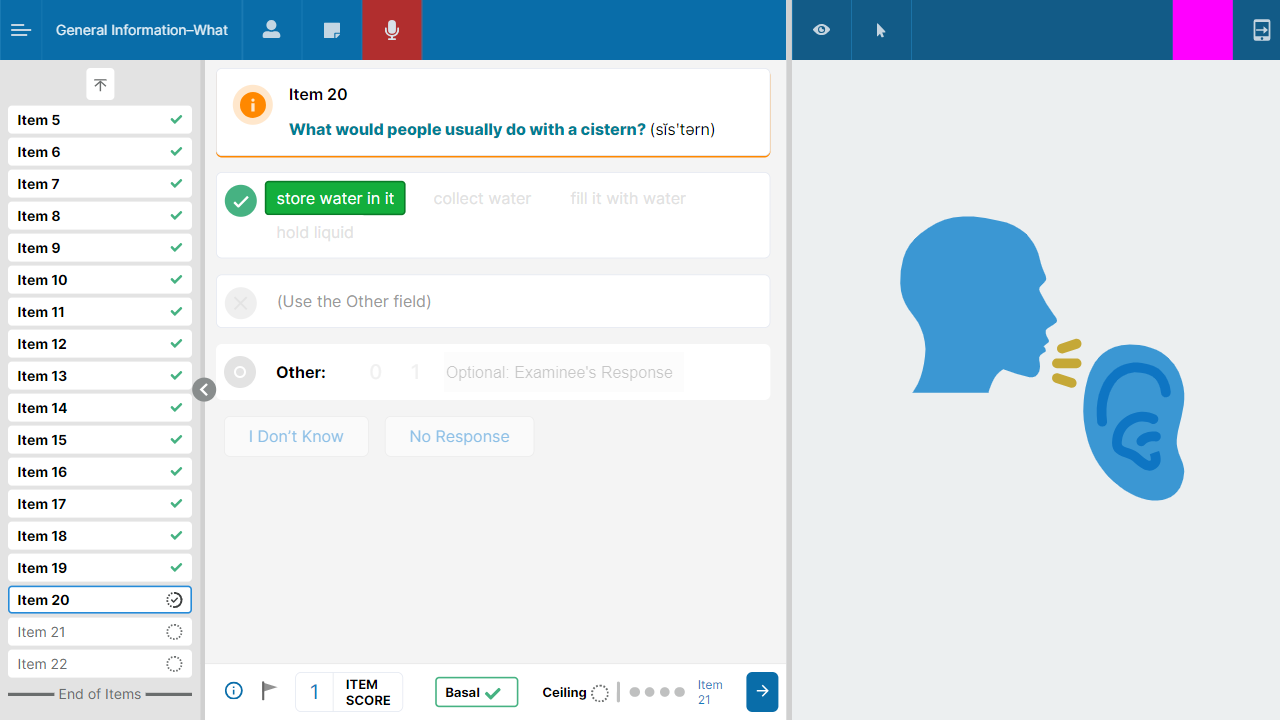 General Information–What
Item 5
Item 6
Item 7
Item 8
Item 9
Item 10
Item 11
Item 12
Item 13
Item 14
Item 15
Item 16
Item 17
Item 18
Item 19
Item 20
Item 21
Item 22
End of Items
Item 20
What would people usually do with a cistern? (sĭs'tərn)
store water in it collect water fill it with water
hold liquid
(Use the Other field)
Other: 0 1 Optional: Examinee's Response
I Don't Know No Response
1 ITEM SCORE
Basal
Ceiling
Item 21